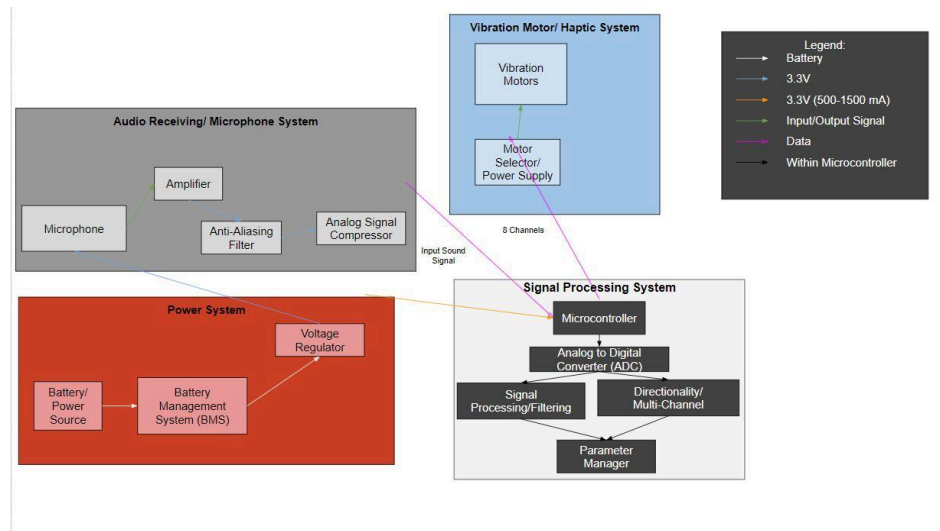 Vibration Motor/ Haptic System
Vibration
Motors
Motor
Selector/
Power Supply
8 Channels
Legend:
Battery
3.3V
3.3V (500-1500 mA)
Input/Output Signal
Data
Within Microcontroller
Audio Receiving/ Microphone System
Amplifier
Microphone
Anti-Aliasing
Filter
Analog Signal
Compressor
Input Sound
Signal
Power System
Voltage
Regulator
Battery/
Power
Source
Battery
Management
System (BMS)
Signal Processing System
Microcontroller
Analog to Digital
Converter (ADC)
Signal
Processing/Filtering
Directionality/
Multi-Channel
Parameter
Manager